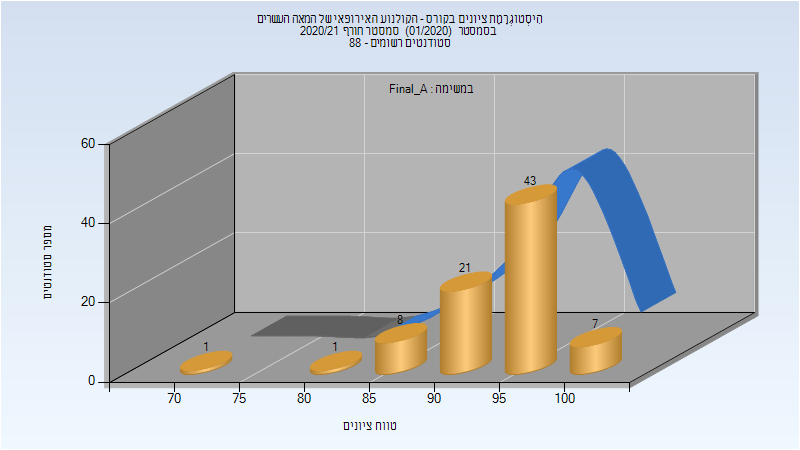 היסטוגרמת ציונים בקורס - הקולנוע האירופאי של המאה העשרים
בסמסטר (01/2020) סמסטר חורף 2020/21
סטודנטים רשומים - 88
במשימה : Final_A
60
40
20
0
מספר סטודנטים
1
1
8
21
43
7
70
75
80
85
90
95
100
טווח ציונים